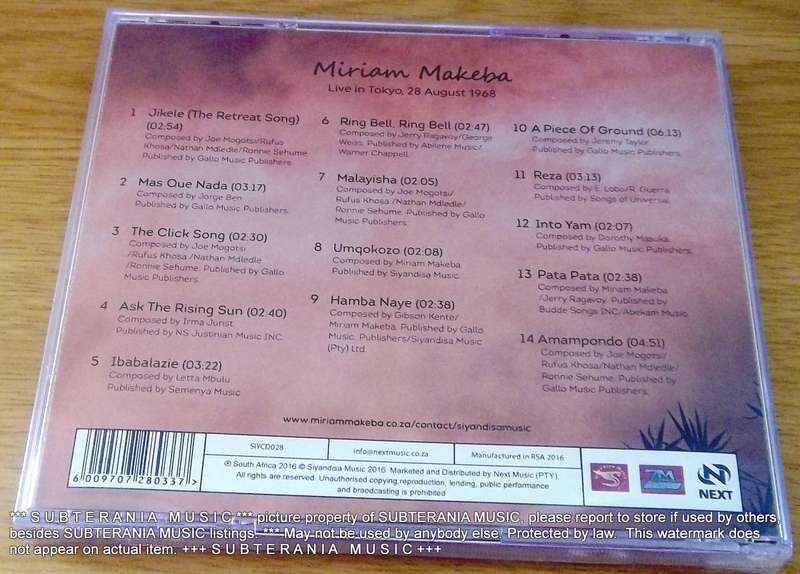 Miriam Makeba
Live in Tokyo, 28 August 1968
1 Jikele (The Retreat Song)
(02:54)
Composed by Joe Mogotsi/Rufus
Khosa/Nathan Mdledle/Ronnie Sehume
Published by Gallo Music Publishers.
2 Mas Que Nada (03:17)
Composed by Jorge Ben
Published by Gallo Music Publishers.
3 The Click Song (02:30)
Composed by Joe Mogotsi
/Rufus Khosa /Nathan Mdledle
/Ronnie Sehume. Published by Gallo
Music Publishers
4 Ask The Rising Sun (02:40)
Composed by Irma Jurist
Published by NS Justinian Music INC.
5 Ibabalazie (03:22)
Composed by Letta Mbulu
Published by Semenya Music
6 Ring Bell, Ring Bell (02:47)
Composed by Jerry Ragavoy/George
Weiss. Published by Abilene Music/
Warner Chappell.
7 Malayisha (02:05)
Composed by Joe Mogotsi/
Rufus Khosa /Nathan Mdledle/
Ronnie Sehume. Published by Gallo
Music Publishers.
8 Umqokozo (02:08)
Composed by Miriam Makeba.
Published by Siyandisa Music.
9 Hamba Naye (02:38)
Composed by Gibson Kente/
Miriam Makeba. Published by Gallo
Music. Publishers/Siyandisa Music
(Pty) Ltd.
10 A Piece Of Ground (06:13)
Composed by Jeremy Taylor
Published by Gallo Music Publishers.
11 Reza (03:13)
Composed by E. Lobo/R. Guerra
Published by Songs of Universal
12 Into Yam (02:07)
Composed by Dorothy Masuka
Published by Gallo Music Publishers.
13 Pata Pata (02:38)
Composed by Miriam Makeba
/Jerry Ragavoy. Published by
Budde Songs INC/Abekam Music
14 Amampondo (04:51)
Composed by Joe Mogotsi/
Rufus Khosa/Nathan Mdledle/
Ronnie Sehume. Published by
Gallo Music Publishers.
www.miriammakeba.co.za/contact/siyandisamusic
6 009707 280337 >
SIYCD028
info@nextmusic.co.za
Manufactured in RSA 2016
℗ South Africa 2016 © Siyandisa Music 2016. Marketed and Distributed by Next Music (PTY).
All rights are reserved. Unauthorised copying,reproduction, lending, public performance
and broadcasting is prohibited
NEXT
*** S U B T E R A N I A M U S I C *** picture property of SUBTERANIA MUSIC, please report to store if used by others,
besides SUBTERANIA MUSIC listings. *** May not be used by anybody else. Protected by law. This watermark does
not appear on actual item. +++ S U B T E R A N I A M U S I C +++